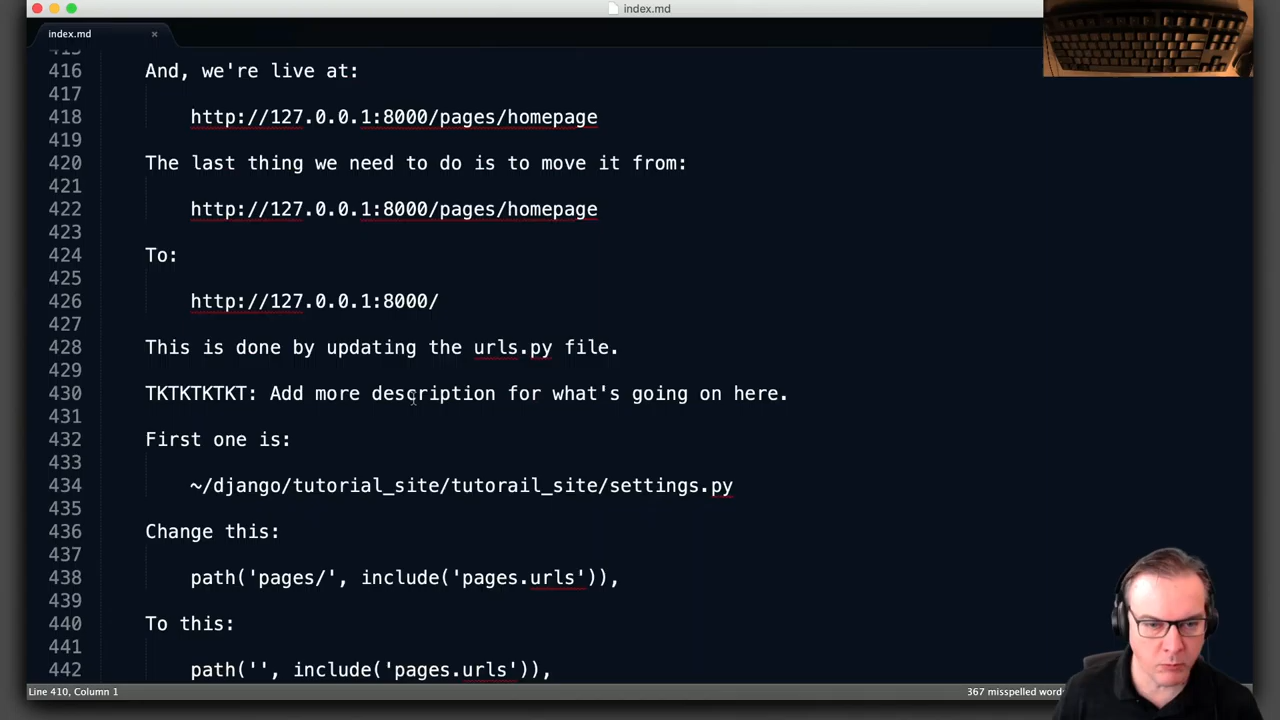 index.md
index.md ×
415
416 And, we're live at:
417
418 http://127.0.0.1:8000/pages/homepage
419
420 The last thing we need to do is to move it from:
421
422 http://127.0.0.1:8000/pages/homepage
423
424 To:
425
426 http://127.0.0.1:8000/
427
428 This is done by updating the urls.py file.
429
430 TKTKTKTKT: Add more description for what's going on here.
431
432 First one is:
433
434 ~/django/tutorial_site/tutorail_site/settings.py
435
436 Change this:
437
438 path('pages/', include('pages.urls')),
439
440 To this:
441
442 path('', include('pages.urls')),
Line 410, Column 1
367 misspelled